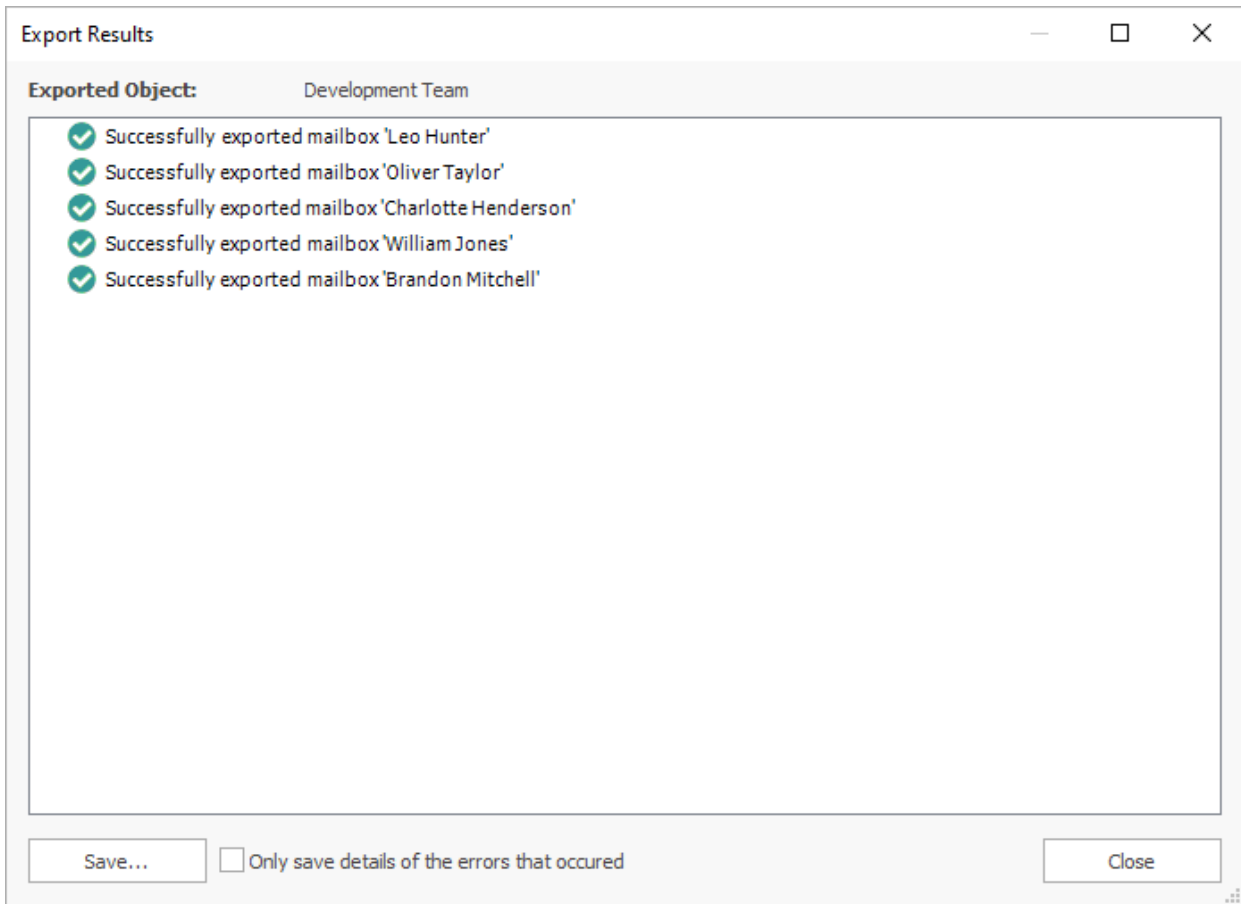 Export Results
Exported Object: Development Team
Successfully exported mailbox 'Leo Hunter'
Successfully exported mailbox 'Oliver Taylor'
Successfully exported mailbox 'Charlotte Henderson'
Successfully exported mailbox 'William Jones'
Successfully exported mailbox 'Brandon Mitchell'
Save... Only save details of the errors that occured Close